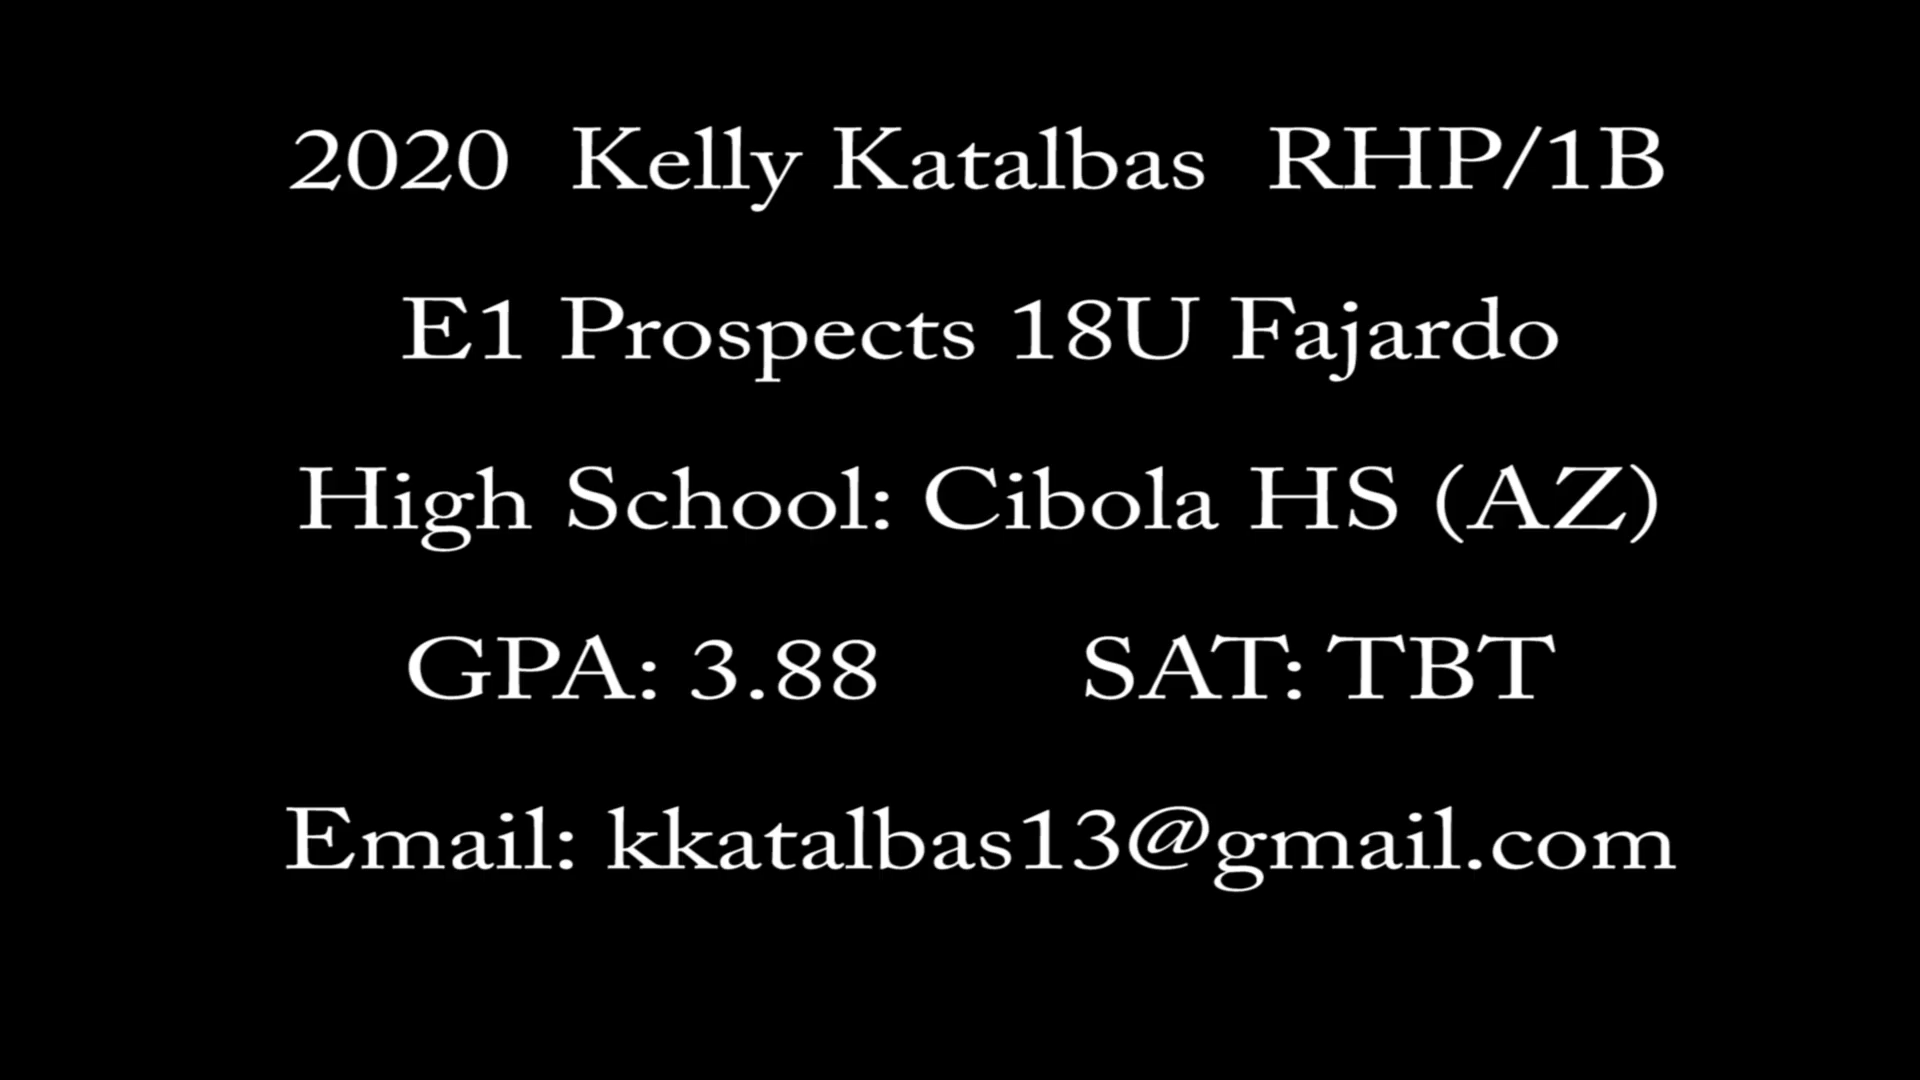 2020 Kelly Katalbas RHP/1B
E1 Prospects 18U Fajardo
High School: Cibola HS (AZ)
GPA: 3.88 SAT: TBT
Email: kkatalbas13@gmail.com